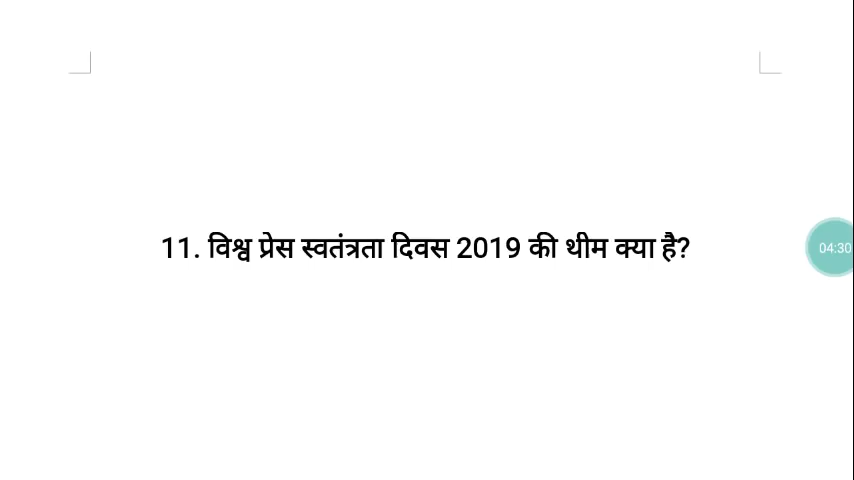 11. विश्व प्रेस स्वतंत्रता दिवस 2019 की थीम क्या है?
04:30